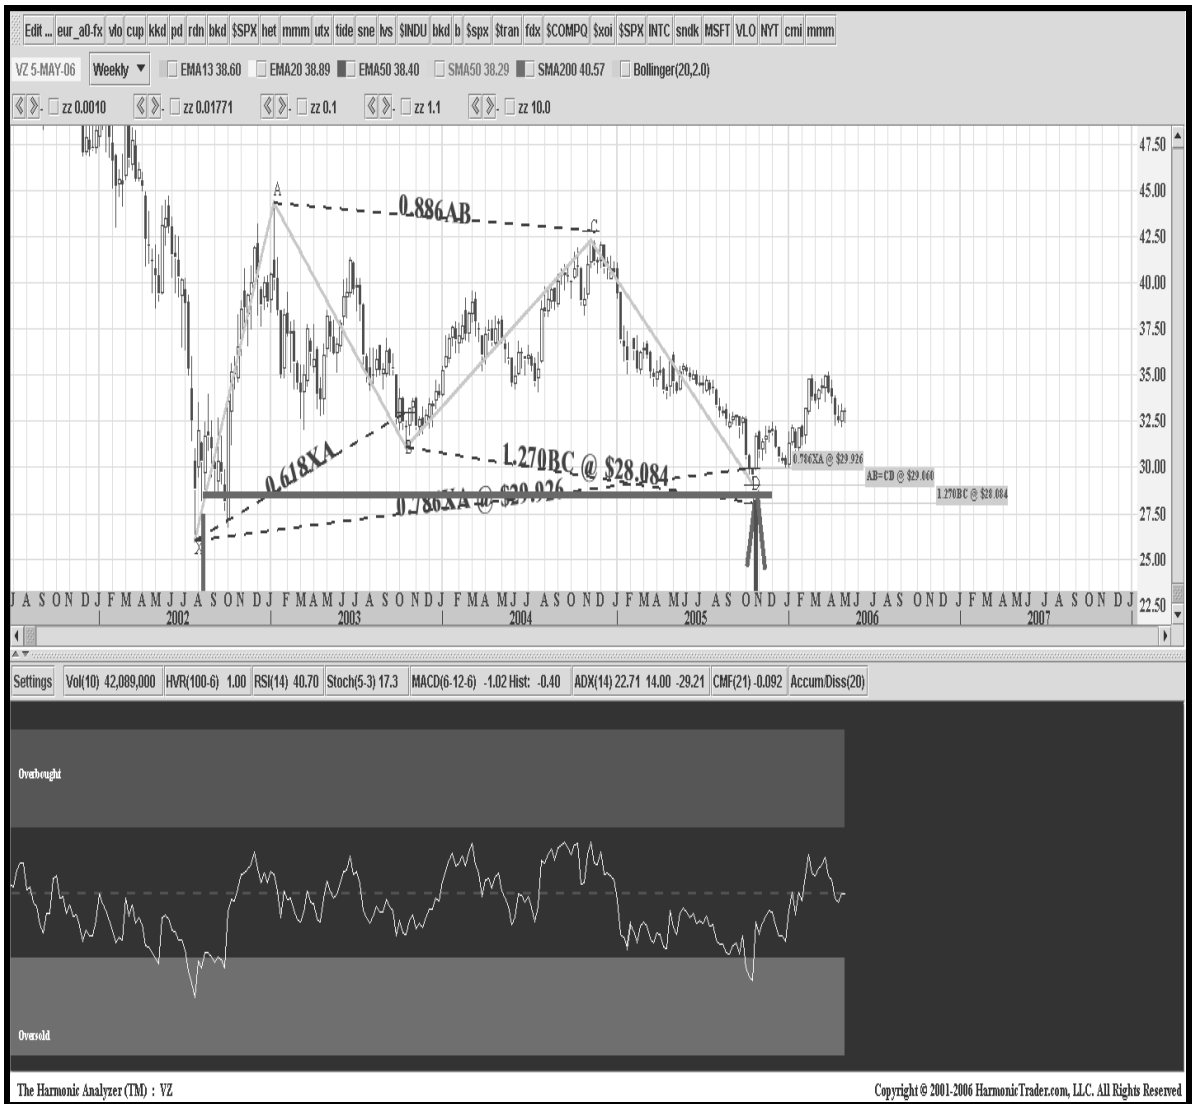 Edit ... eur_a0-fx vlo cup kkd pd rdn bkd $SPX het mmm utx tide sne lvs $INDU bkd b $spx $tran fdx $COMPQ $xoi $SPX INTC sndk MSFT VLO NYT cmi mmm
VZ 5-MAY-06 Weekly EMA13 38.60 EMA20 38.89 EMA50 38.40 SMA50 38.29 SMA200 40.57 Bollinger(20,2.0)
zz 0.0010 zz 0.01771 zz 0.1 zz 1.1 zz 10.0
47.50
A 45.00
0.886AB
C 42.50
40.00
37.50
35.00
32.50
B
0.618XA
1.270BC @ $28.084
0.786XA @ $29.926
30.00
AB=CD @ $29.060
D
1.270BC @ $28.084
0.786XA @ $29.926
27.50
X
25.00
J A S O N D J F M A M J J A S O N D J F M A M J J A S O N D J F M A M J J A S O N D J F M A M J J A S O N D J F M A M J J A S O N D J F M A M J J A S O N D J
22.50
2002 2003 2004 2005 2006 2007
Settings Vol(10) 42,089,000 HVR(100-6) 1.00 RSI(14) 40.70 Stoch(5-3) 17.3 MACD(6-12-6) -1.02 Hist: -0.40 ADX(14) 22.71 14.00 -29.21 CMF(21) -0.092 Accum/Diss(20)
Overbought
Oversold
The Harmonic Analyzer (TM) : VZ
Copyright © 2001-2006 HarmonicTrader.com, LLC. All Rights Reserved